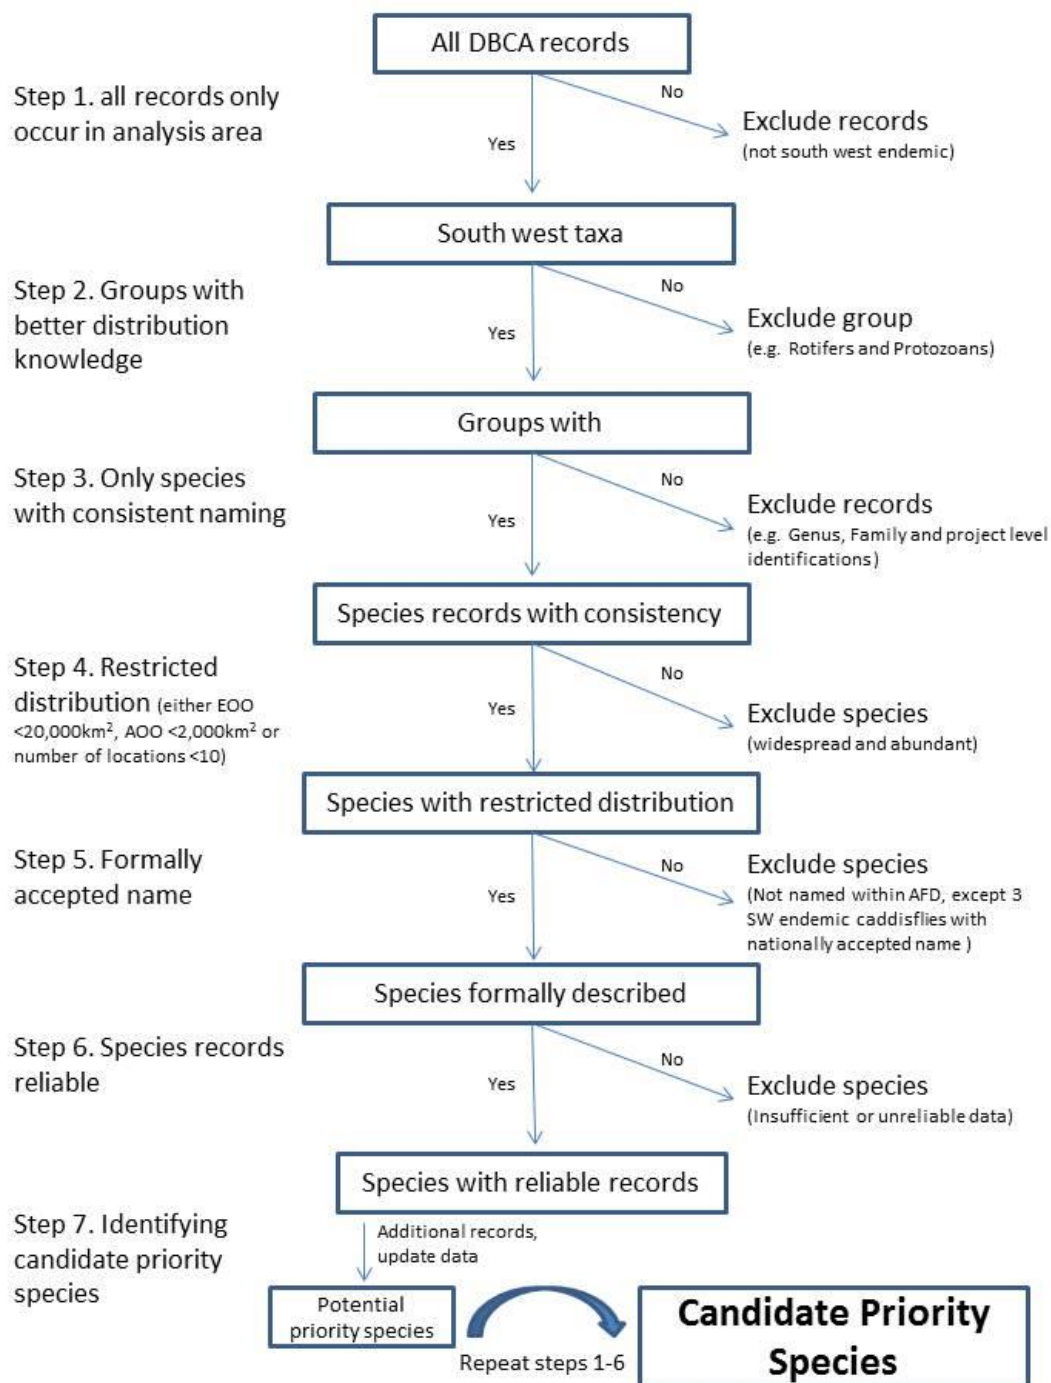 All DBCA records
Step 1. all records only
occur in analysis area
No
Yes
Exclude records
(not south west endemic)
South west taxa
Step 2. Groups with
better distribution
knowledge
No
Yes
Exclude group
(e.g. Rotifers and Protozoans)
Groups with
Step 3. Only species
with consistent naming
No
Yes
Exclude records
(e.g. Genus, Family and project level
identifications)
Species records with consistency
Step 4. Restricted
distribution (either EOO
<20,000km², AOO <2,000km² or
number of locations <10)
No
Yes
Exclude species
(widespread and abundant)
Species with restricted distribution
Step 5. Formally
accepted name
No
Yes
Exclude species
(Not named within AFD, except 3
SW endemic caddisflies with
nationally accepted name )
Species formally described
Step 6. Species records
reliable
No
Yes
Exclude species
(Insufficient or unreliable data)
Species with reliable records
Step 7. Identifying
candidate priority
species
Additional records,
update data
Potential
priority species
Repeat steps 1-6
Candidate Priority
Species